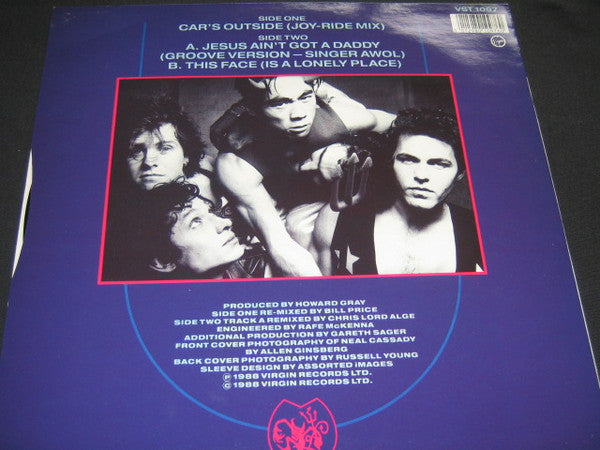 VST 1057
SIDE ONE
CAR'S OUTSIDE (JOY-RIDE MIX)
SIDE TWO
A. JESUS AIN'T GOT A DADDY
(GROOVE VERSION – SINGER AWOL)
B. THIS FACE (IS A LONELY PLACE)
PRODUCED BY HOWARD GRAY
SIDE ONE RE-MIXED BY BILL PRICE
SIDE TWO TRACK A REMIXED BY CHRIS LORD ALGE
ENGINEERED BY RAFE McKENNA
ADDITIONAL PRODUCTION BY GARETH SAGER
FRONT COVER PHOTOGRAPHY OF NEAL CASSADY
BY ALLEN GINSBERG
BACK COVER PHOTOGRAPHY BY RUSSELL YOUNG
SLEEVE DESIGN BY ASSORTED IMAGES
℗ 1988 VIRGIN RECORDS LTD.
© 1988 VIRGIN RECORDS LTD.